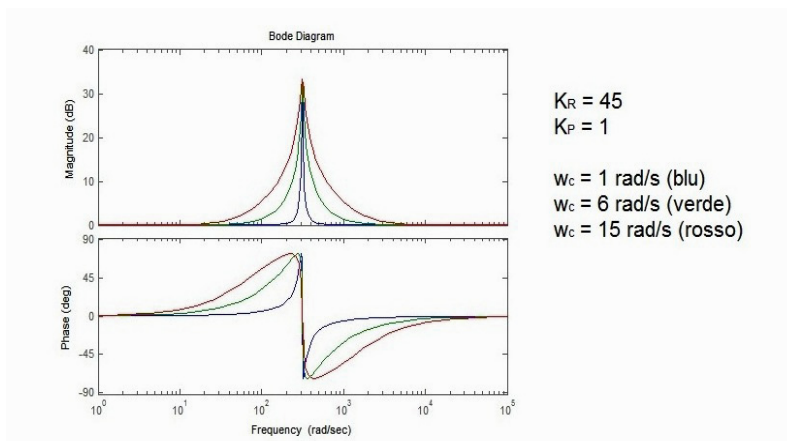 Bode Diagram
40
30
20
10
0
Magnitude (dB)
90
45
0
-45
-90
Phase (deg)
10^0 10^1 10^2 10^3 10^4 10^5
Frequency (rad/sec)
KR = 45
KP = 1
wc = 1 rad/s (blu)
wc = 6 rad/s (verde)
wc = 15 rad/s (rosso)